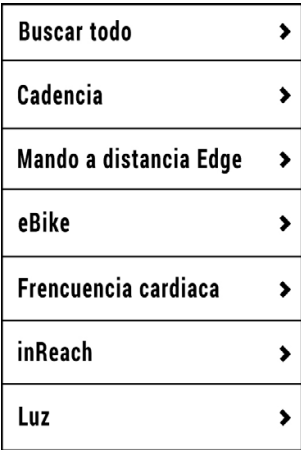 Buscar todo
Cadencia
Mando a distancia Edge
eBike
Frencuencia cardiaca
inReach
Luz